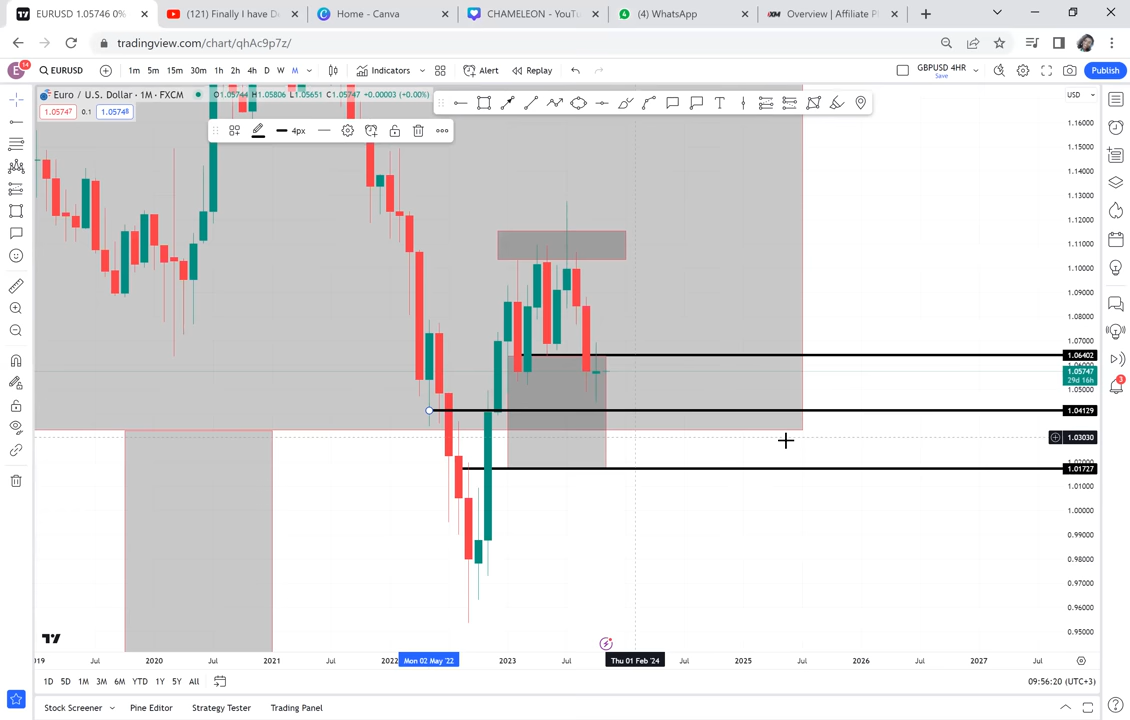 EURUSD 1.05746 0%
(121) Finally I have D
Home - Canva
CHAMELEON - YouT
(4) WhatsApp
Overview | Affiliate P
tradingview.com/chart/qhAc9p7z/
EURUSD
1m 5m 15m 30m 1h 2h 4h D W M
Indicators
Alert
Replay
GBPUSD 4HR
Save
Publish
Euro / U.S. Dollar · 1M · FXCM
O1.05744 H1.05806 L1.05651 C1.05747 +0.00003 (+0.00%)
USD
1.05747 0.1 1.05748
4px
1.16000
1.15000
1.14000
1.13000
1.12000
1.11000
1.10000
1.09000
1.08000
1.07000
1.06402
1.05747
29d 16h
1.05000
1.04129
1.03030
1.01727
1.01000
1.00000
0.99000
0.98000
0.97000
0.96000
0.95000
Jul 2020 Jul 2021 Jul 2022 Mon 02 May '22 2023 Jul Thu 01 Feb '24 Jul 2025 Jul 2026 Jul 2027 Jul
1D 5D 1M 3M 6M YTD 1Y 5Y All
09:56:20 (UTC+3)
Stock Screener
Pine Editor
Strategy Tester
Trading Panel